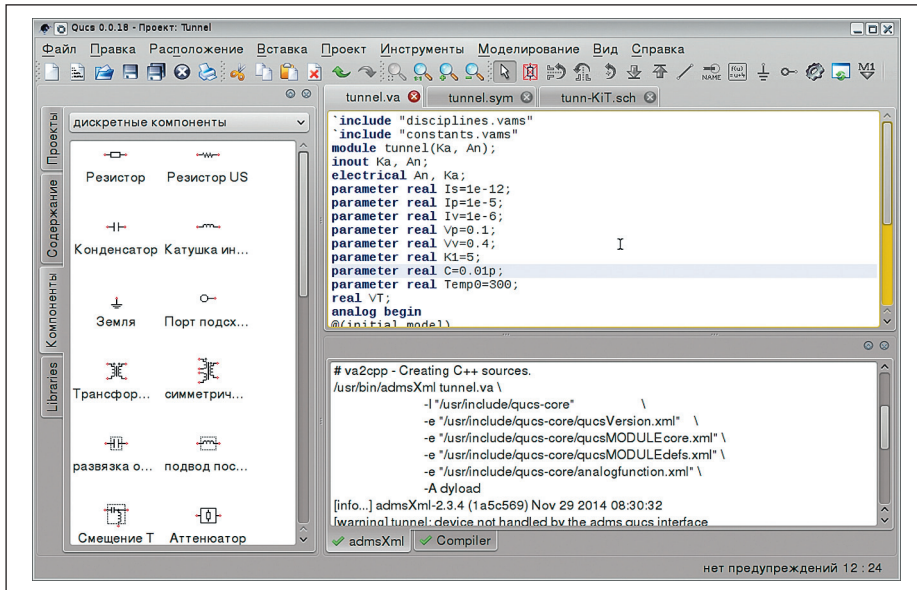 Qucs 0.0.18 - Проект: Tunnel
Файл Правка Расположение Вставка Проект Инструменты Моделирование Вид Справка
NAME
M1
Проекты
Содержание
Компоненты
Libraries
дискретные компоненты
Резистор Резистор US
Конденсатор Катушка ин...
Земля Порт подсх...
Трансфор... симметрич...
развязка о... подвод пос...
Смещение T Аттенюатор
tunnel.va tunnel.sym tunn-KiT.sch
`include "disciplines.vams"
`include "constants.vams"
module tunnel(Ka, An);
inout Ka, An;
electrical An, Ka;
parameter real Is=1e-12;
parameter real Ip=1e-5;
parameter real Iv=1e-6;
parameter real Vp=0.1;
parameter real Vv=0.4;
parameter real K1=5;
parameter real C=0.01p;
parameter real Temp0=300;
real VT;
analog begin
@(initial_model)
# va2cpp - Creating C++ sources.
/usr/bin/admsXml tunnel.va \
-I "/usr/include/qucs-core" \
-e "/usr/include/qucs-core/qucsVersion.xml" \
-e "/usr/include/qucs-core/qucsMODULEcore.xml" \
-e "/usr/include/qucs-core/qucsMODULEdefs.xml" \
-e "/usr/include/qucs-core/analogfunction.xml" \
-A dyload
[info...] admsXml-2.3.4 (1a5c569) Nov 29 2014 08:30:32
[warning] tunnel: device not handled by the adms qucs interface
admsXml Compiler
нет предупреждений 12 : 24